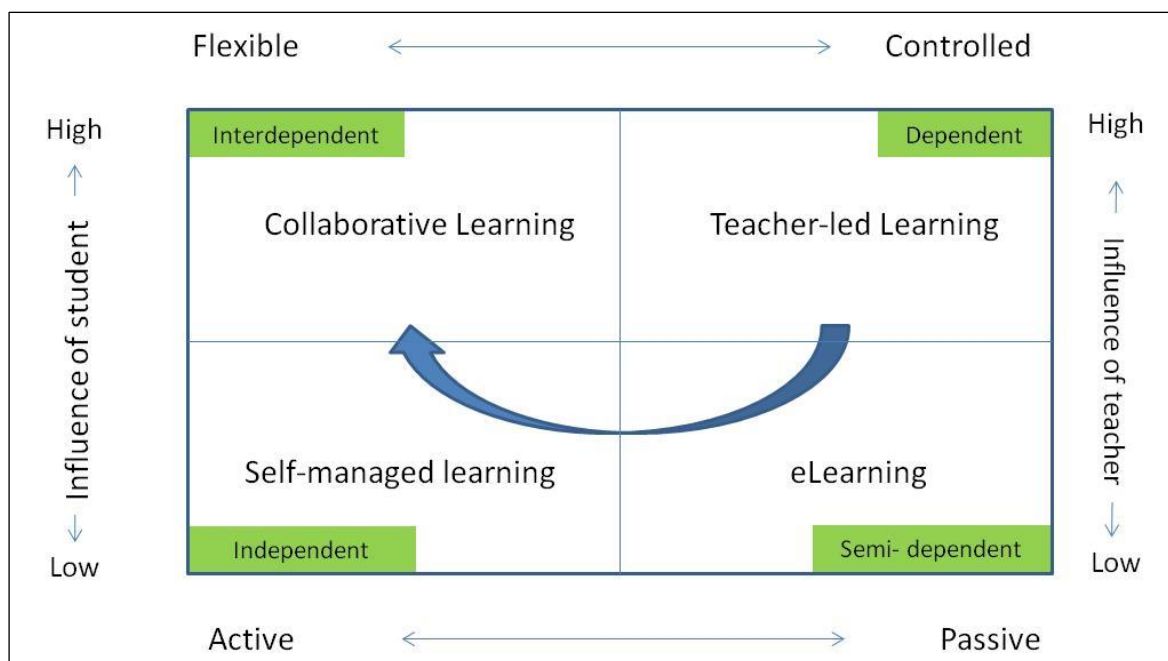 Flexible Controlled
High High
Interdependent Dependent
Collaborative Learning Teacher-led Learning
Influence of student
Influence of teacher
Self-managed learning eLearning
Independent Semi- dependent
Low Low
Active Passive